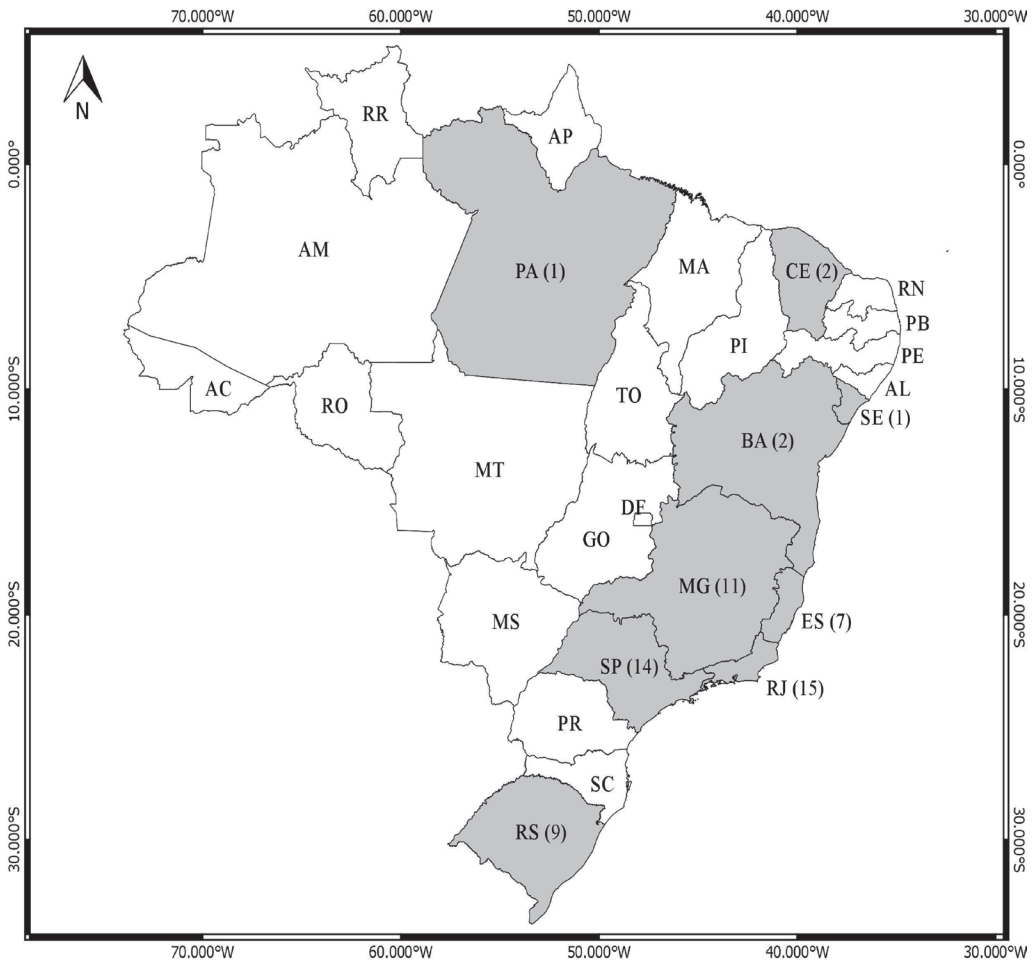 70.000°W 60.000°W 50.000°W 40.000°W 30.000°W
N
RR
AP
0.000°
0.000°
AM
PA (1)
MA
CE (2)
RN
PB
PI
PE
AC
RO
TO
AL
10.000°S
10.000°S
SE (1)
BA (2)
MT
DF
GO
MG (11)
MS
ES (7)
20.000°S
20.000°S
SP (14)
RJ (15)
PR
SC
RS (9)
30.000°S
30.000°S
70.000°W 60.000°W 50.000°W 40.000°W 30.000°W